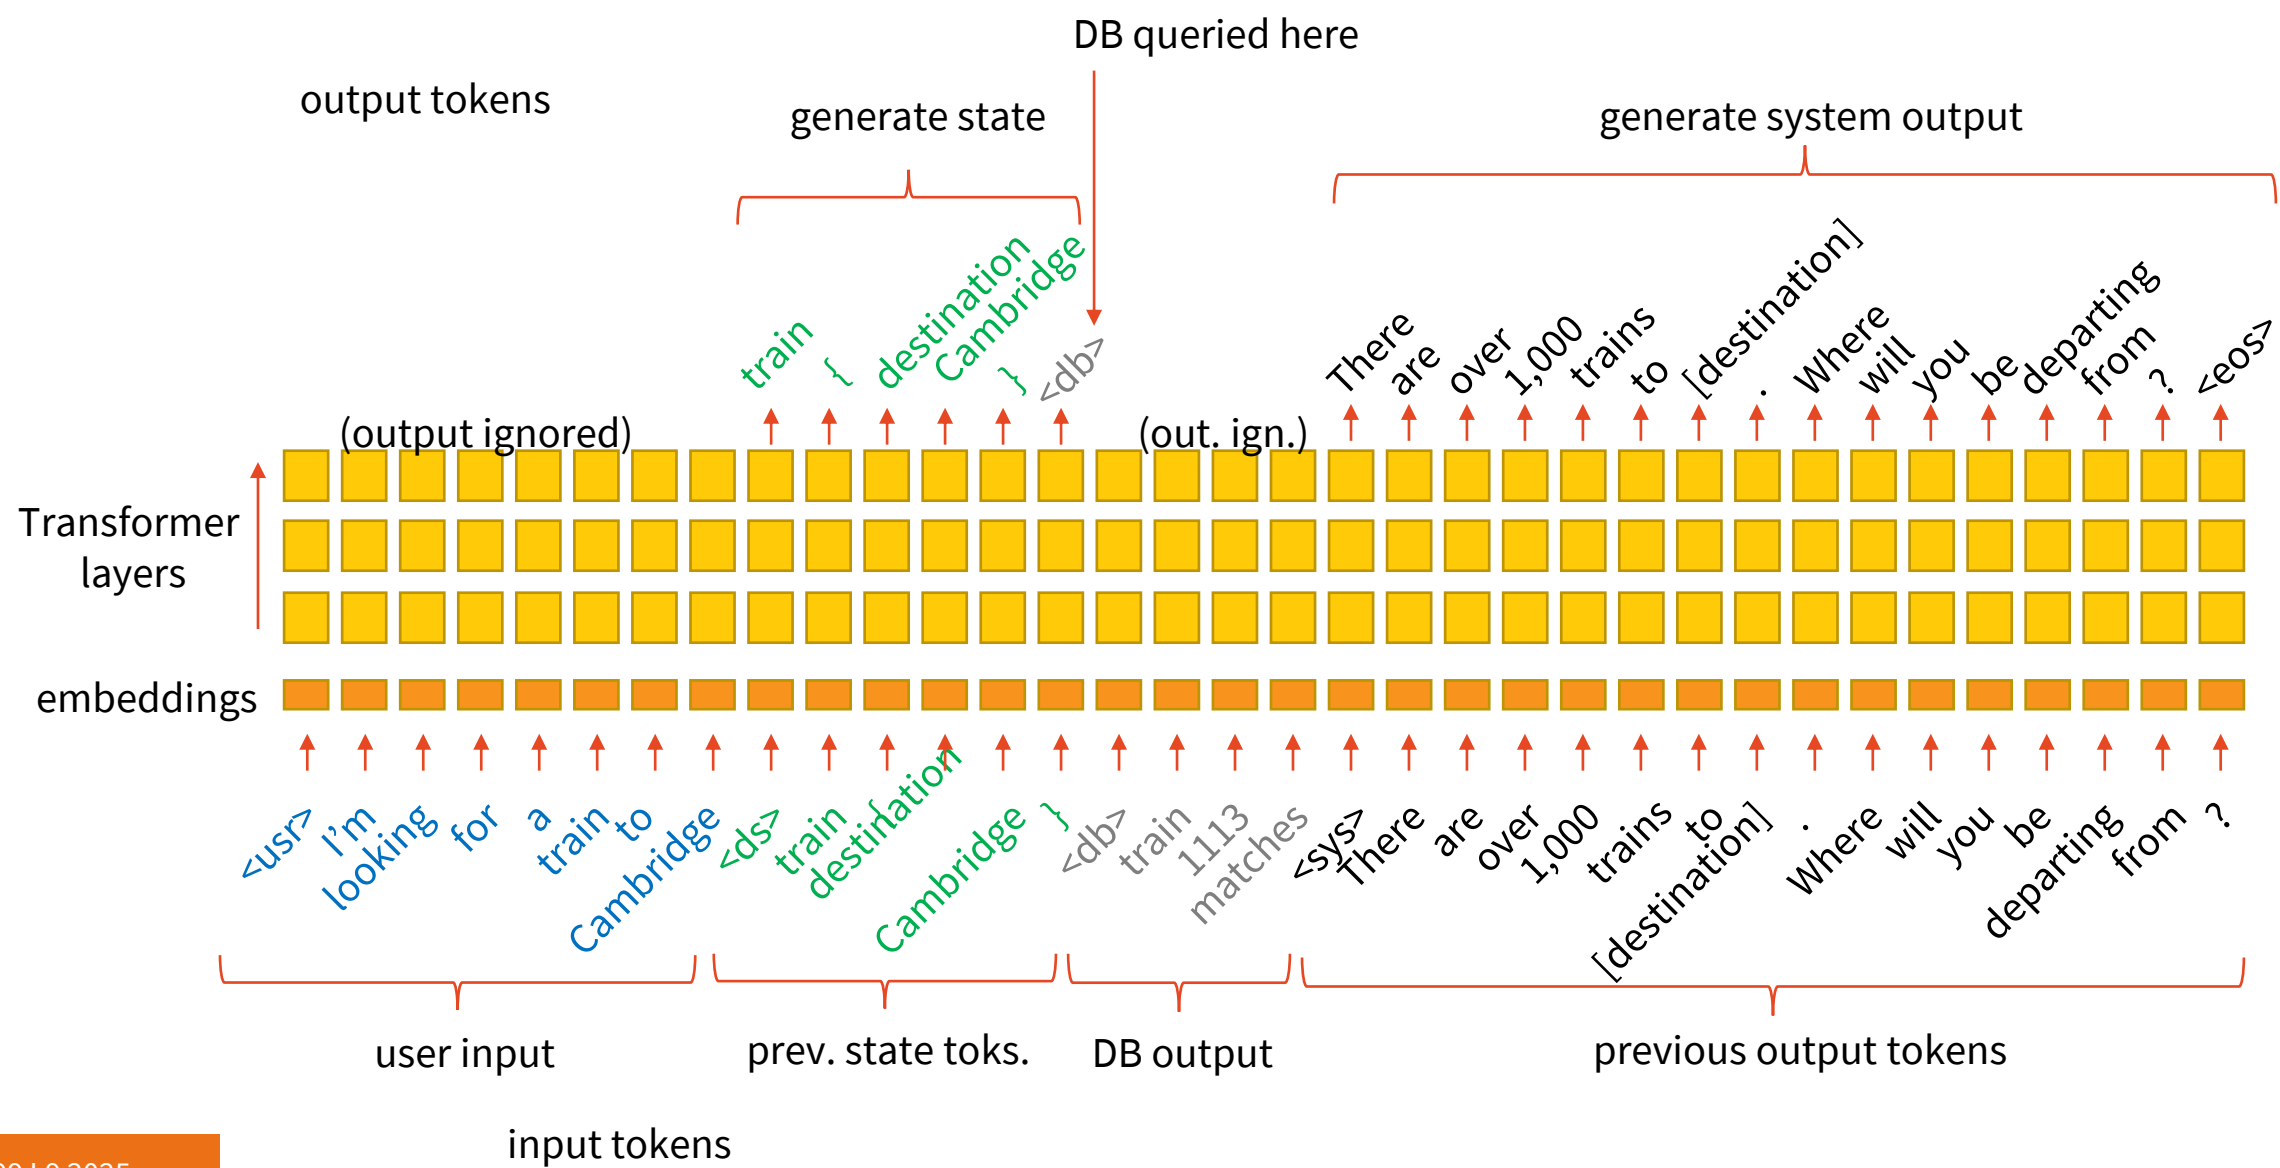 DB queried here
output tokens
generate state
generate system output
train { destination Cambridge } <db>
There are over 1,000 trains to [destination] . Where will you be departing from ? <eos>
(output ignored)
(out. ign.)
Transformer
layers
embeddings
<usr> I'm looking for a train to Cambridge
<ds> train { destination Cambridge }
<db> train 1113 matches
<sys> There are over 1,000 trains to [destination] . Where will you be departing from ?
user input
prev. state toks.
DB output
previous output tokens
input tokens